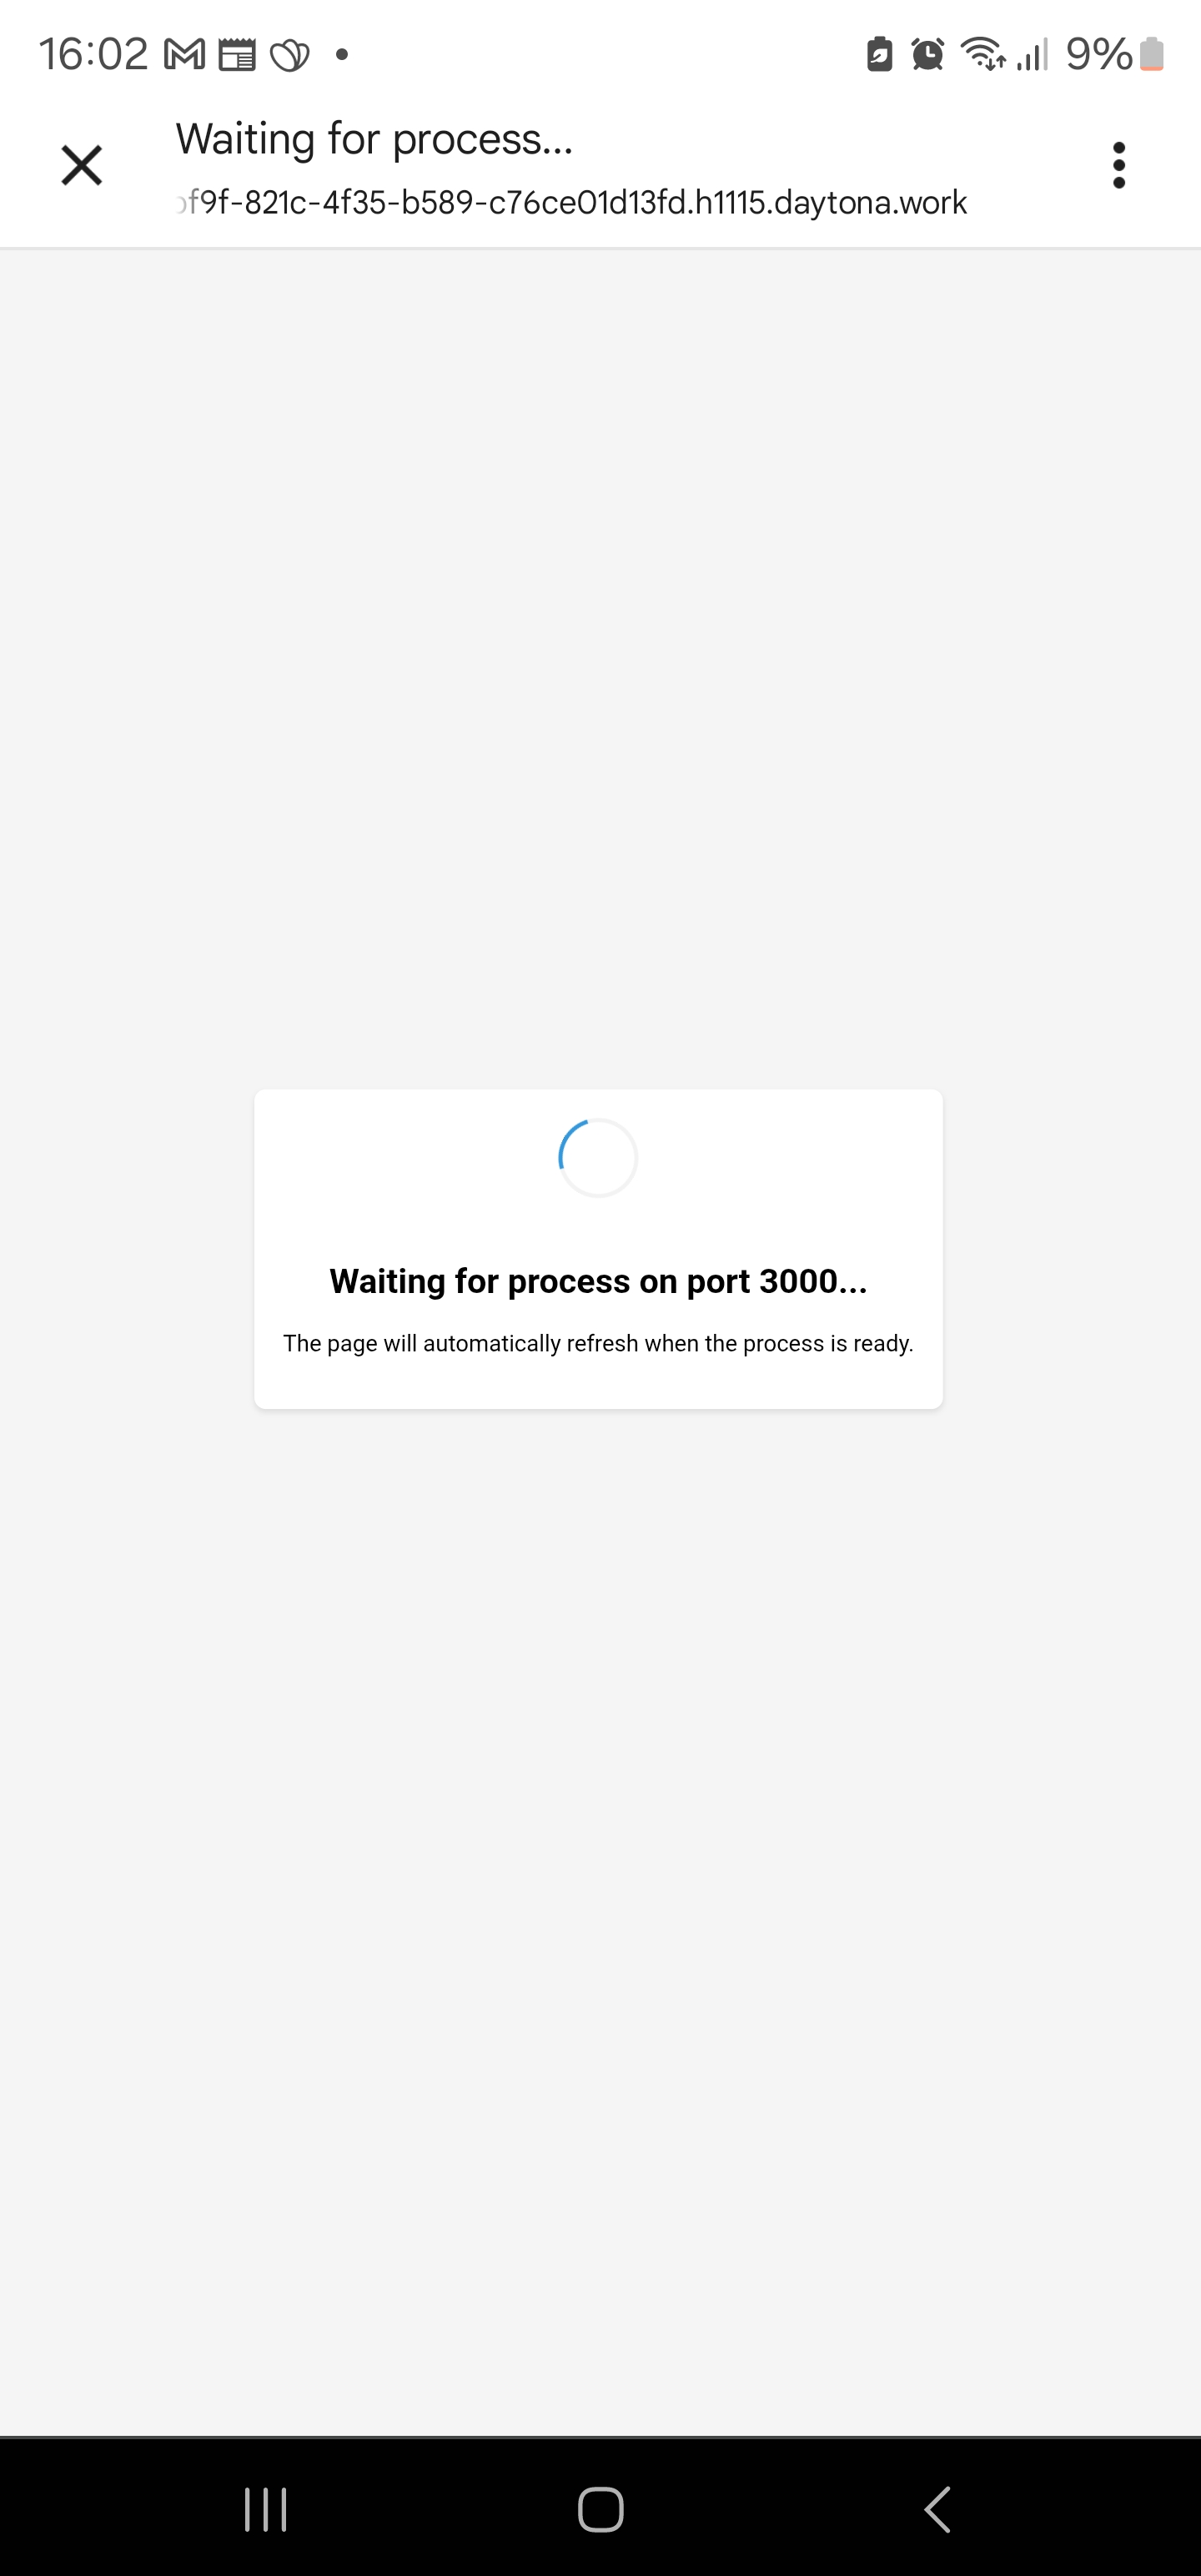 16:02
9%
Waiting for process...
f9f-821c-4f35-b589-c76ce01d13fd.h1115.daytona.work
Waiting for process on port 3000...
The page will automatically refresh when the process is ready.